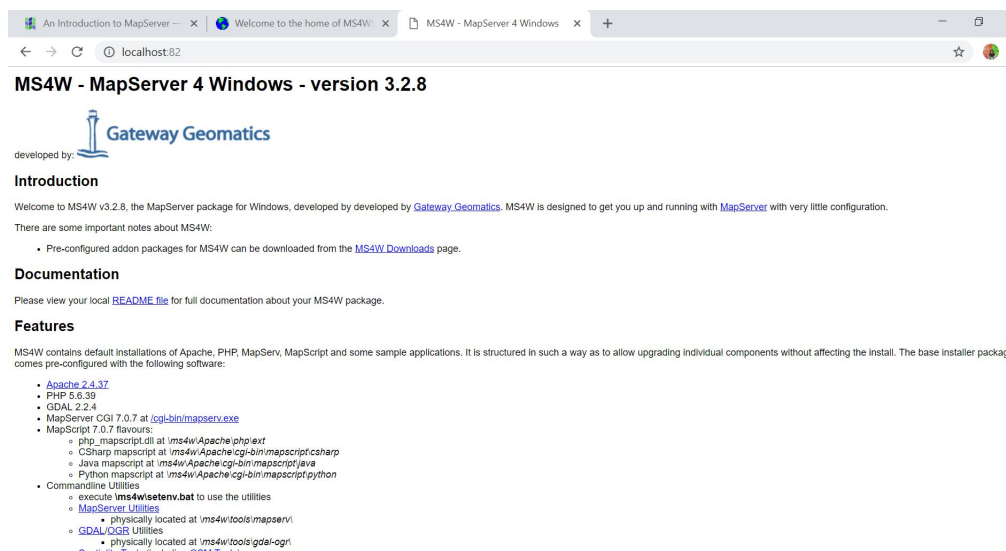 An Introduction to MapServer —
Welcome to the home of MS4W
MS4W - MapServer 4 Windows
localhost:82
MS4W - MapServer 4 Windows - version 3.2.8
developed by: Gateway Geomatics
Introduction
Welcome to MS4W v3.2.8, the MapServer package for Windows, developed by developed by Gateway Geomatics. MS4W is designed to get you up and running with MapServer with very little configuration.
There are some important notes about MS4W:
Pre-configured addon packages for MS4W can be downloaded from the MS4W Downloads page.
Documentation
Please view your local README file for full documentation about your MS4W package.
Features
MS4W contains default installations of Apache, PHP, MapServ, MapScript and some sample applications. It is structured in such a way as to allow upgrading individual components without affecting the install. The base installer packag
comes pre-configured with the following software:
Apache 2.4.37
PHP 5.6.39
GDAL 2.2.4
MapServer CGI 7.0.7 at /cgi-bin/mapserv.exe
MapScript 7.0.7 flavours:
php_mapscript.dll at \ms4w\Apache\php\ext
CSharp mapscript at \ms4w\Apache\cgi-bin\mapscript\csharp
Java mapscript at \ms4w\Apache\cgi-bin\mapscript\java
Python mapscript at \ms4w\Apache\cgi-bin\mapscript\python
Commandline Utilities
execute \ms4w\setenv.bat to use the utilities
MapServer Utilities
physically located at \ms4w\tools\mapserv\
GDAL/OGR Utilities
physically located at \ms4w\tools\gdal-ogr\